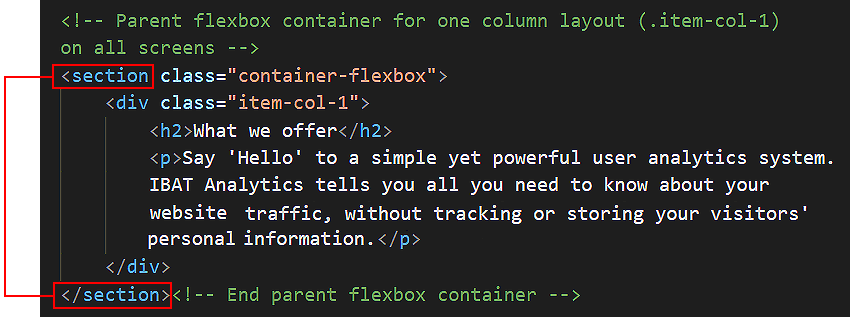 <!-- Parent flexbox container for one column layout (.item-col-1)
on all screens -->
<section class="container-flexbox">
<div class="item-col-1">
<h2>What we offer</h2>
<p>Say 'Hello' to a simple yet powerful user analytics system.
IBAT Analytics tells you all you need to know about your
website traffic, without tracking or storing your visitors'
personal information.</p>
</div>
</section><!-- End parent flexbox container -->